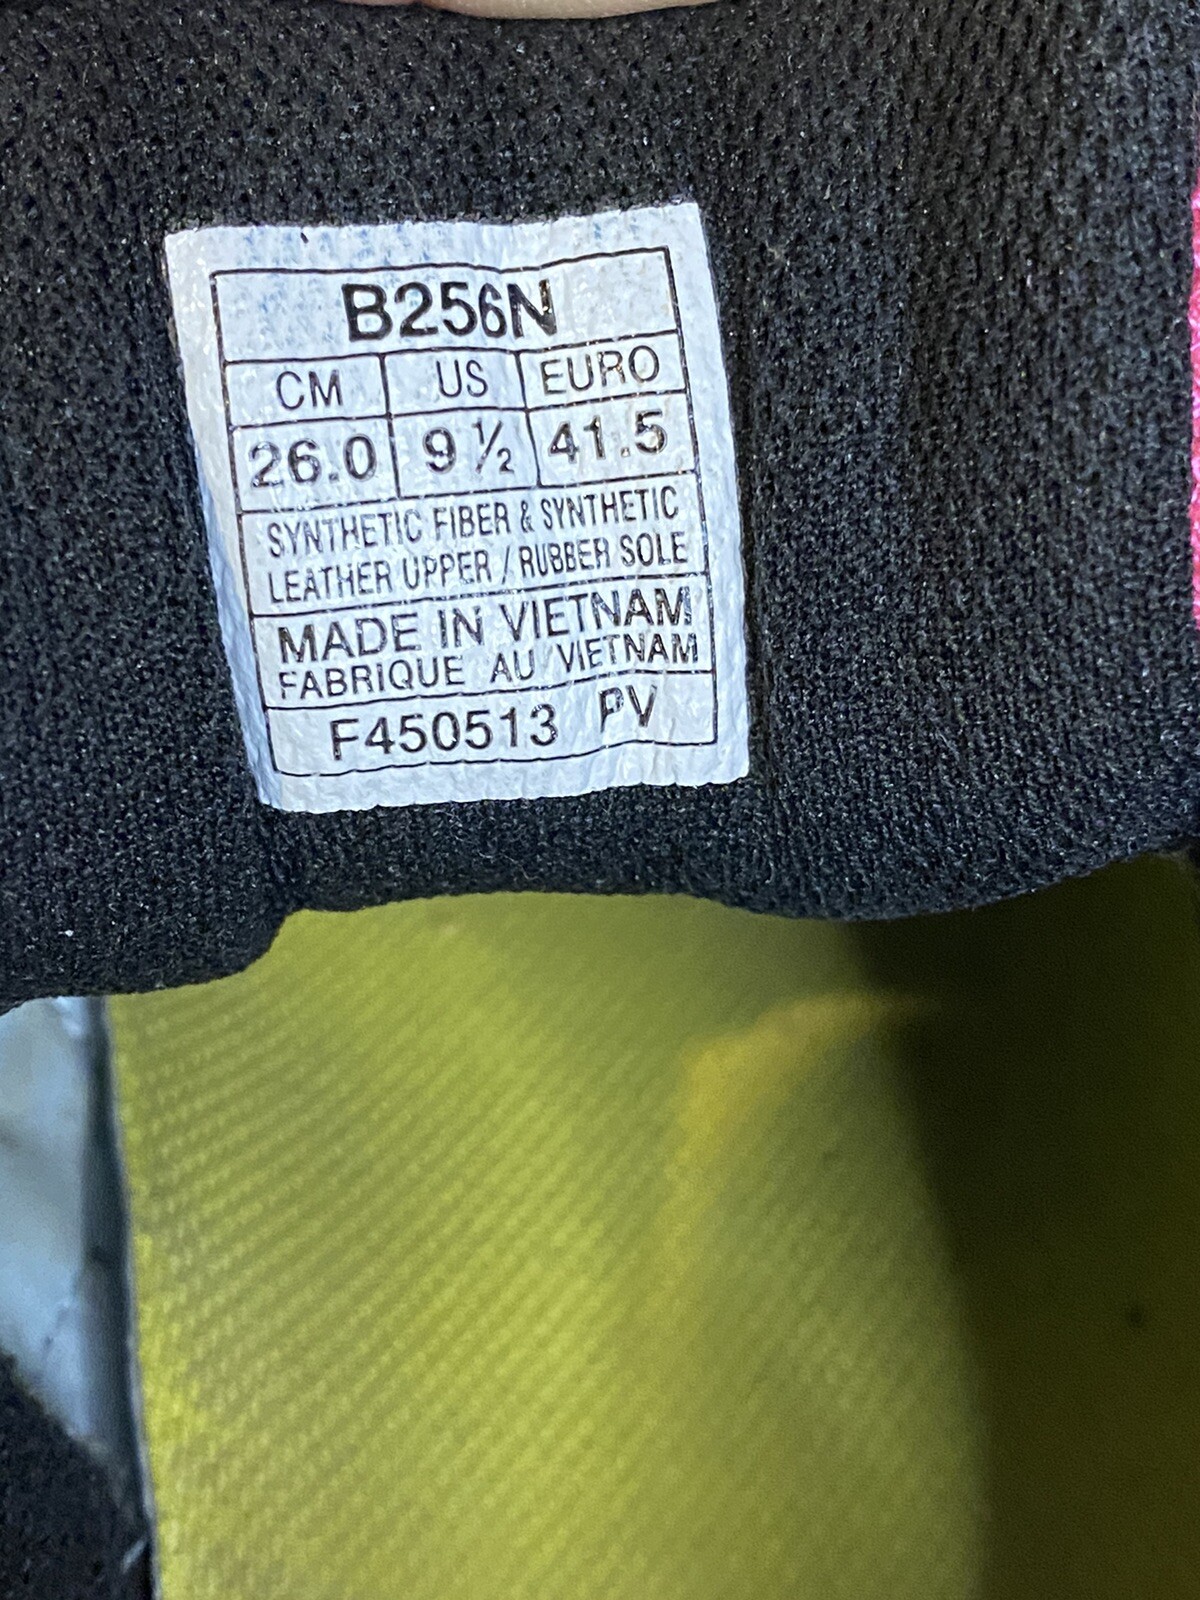 B256N
CM US EURO
26.0 9 ½ 41.5
SYNTHETIC FIBER & SYNTHETIC
LEATHER UPPER / RUBBER SOLE
MADE IN VIETNAM
FABRIQUE AU VIETNAM
F450513 PV